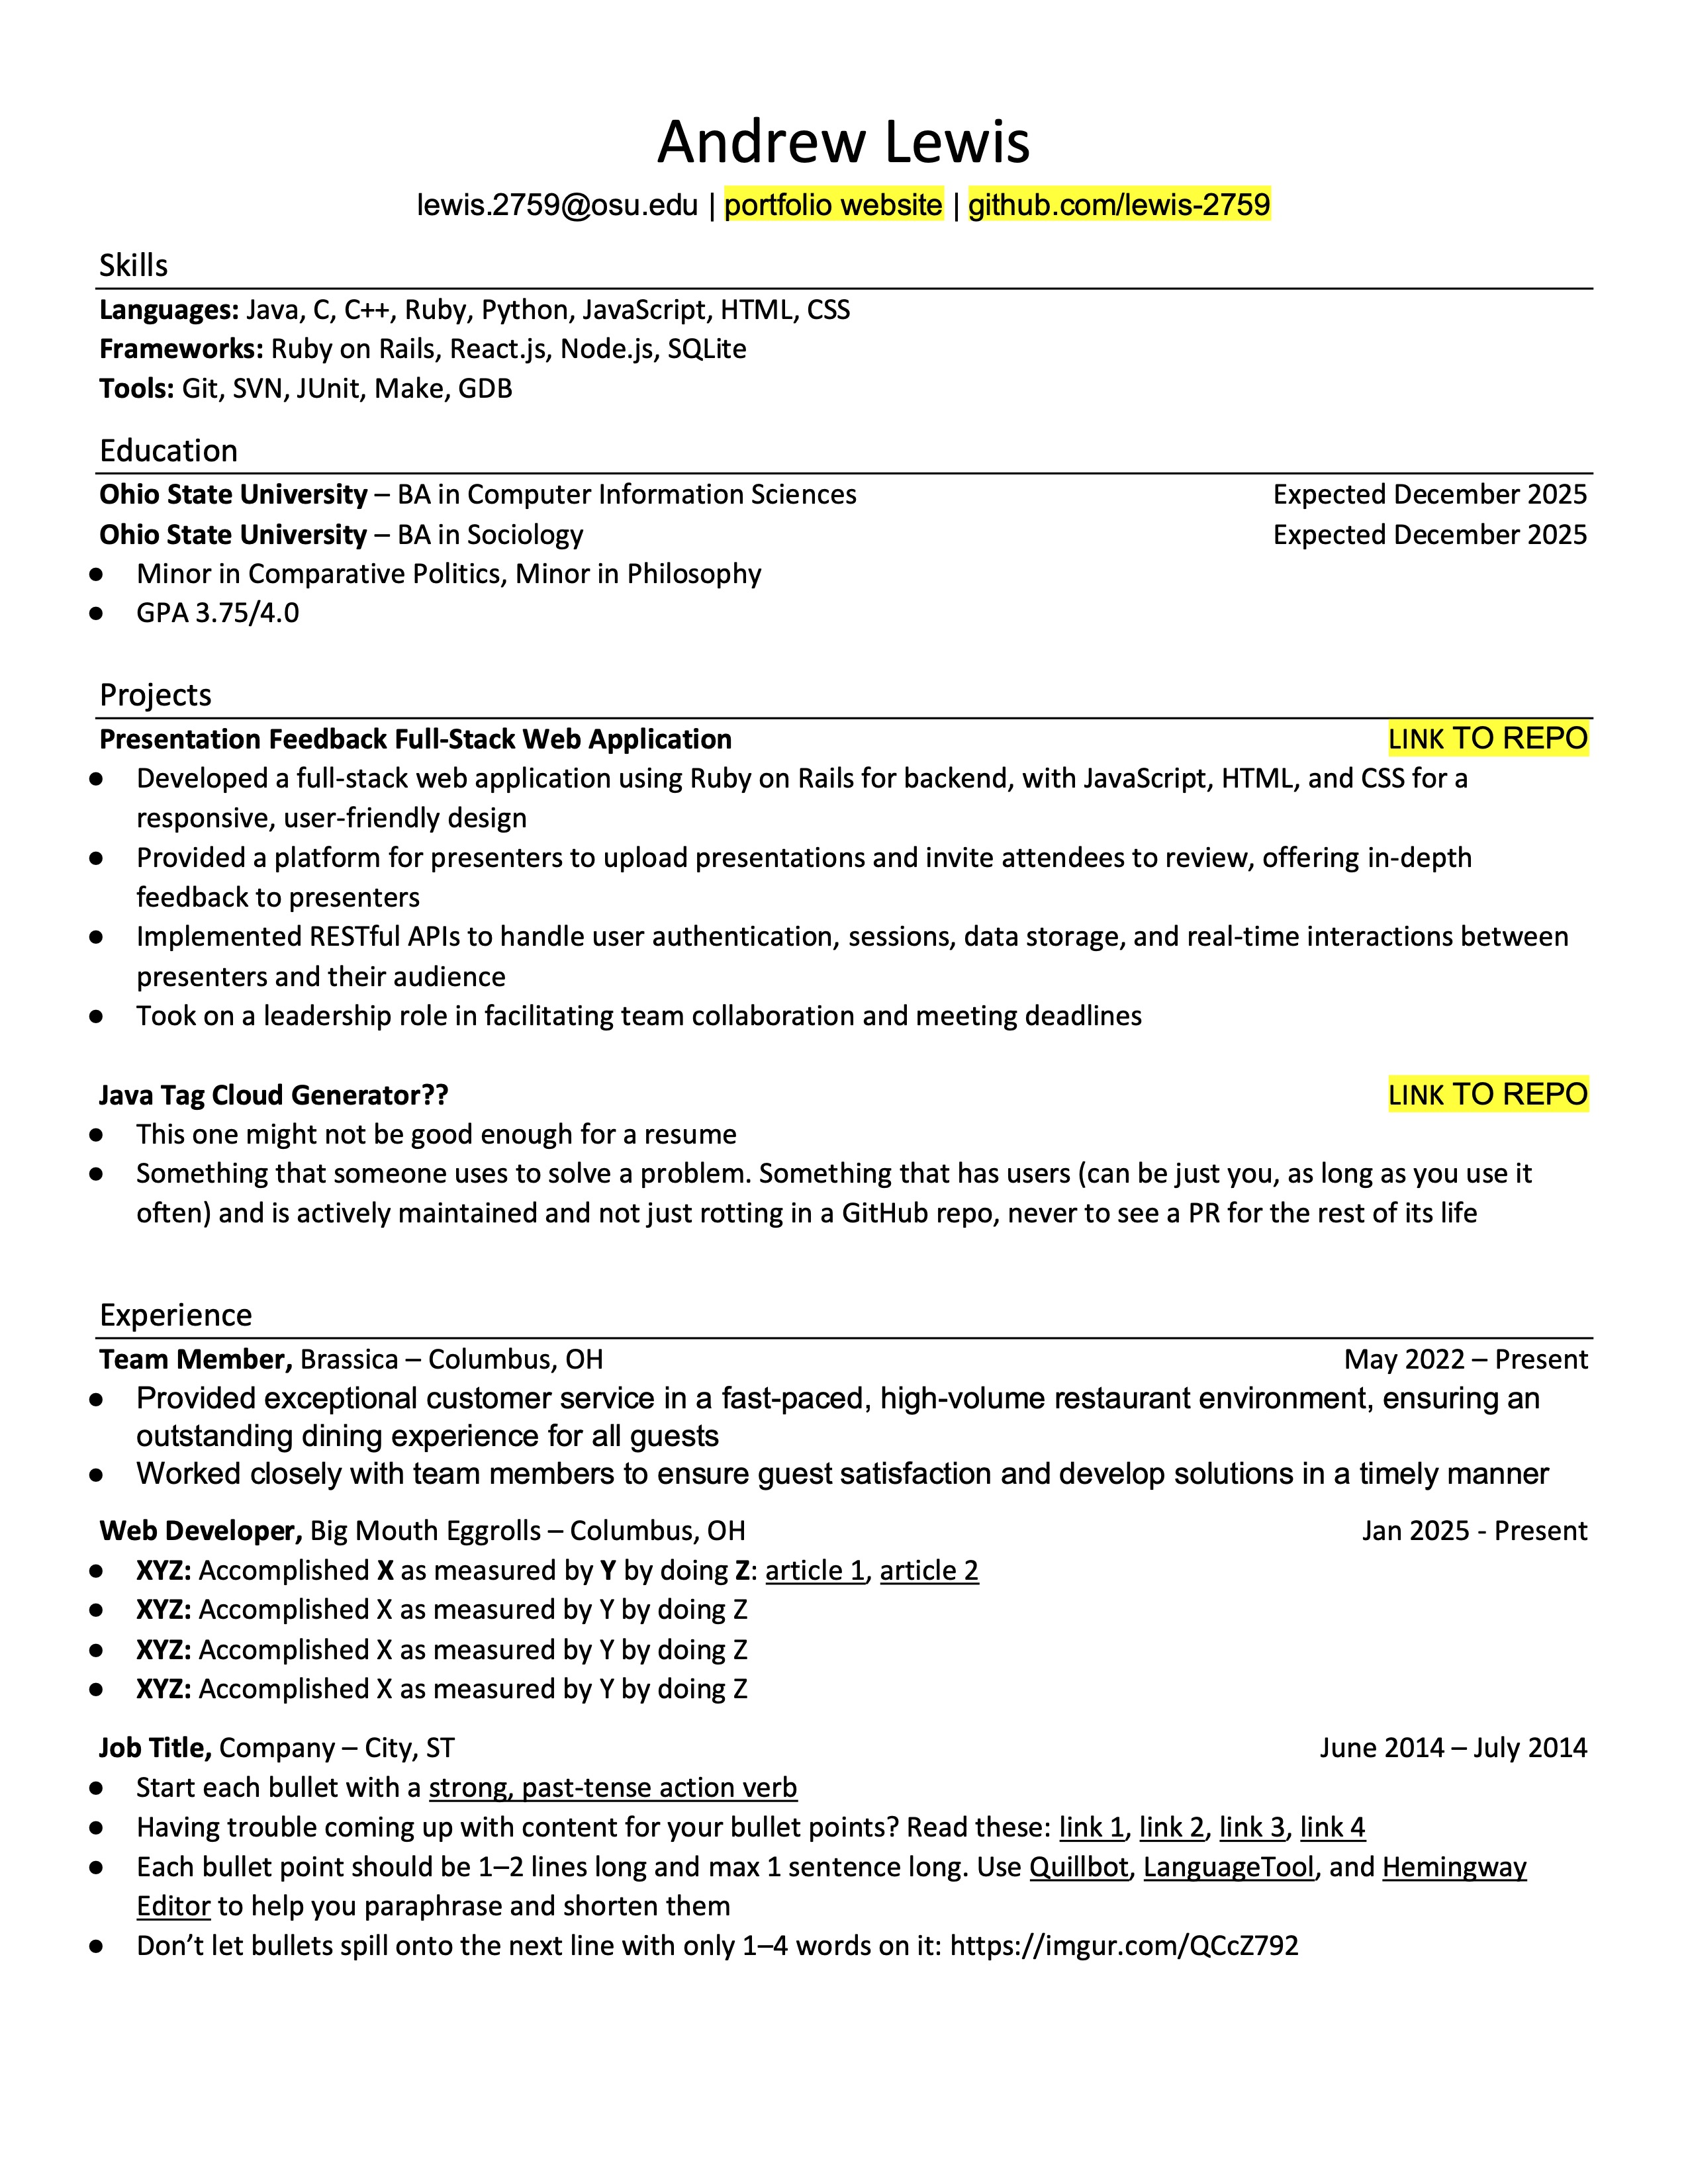 Andrew Lewis
lewis.2759@osu.edu | portfolio website | github.com/lewis-2759
Skills
Languages: Java, C, C++, Ruby, Python, JavaScript, HTML, CSS
Frameworks: Ruby on Rails, React.js, Node.js, SQLite
Tools: Git, SVN, JUnit, Make, GDB
Education
Ohio State University – BA in Computer Information Sciences Expected December 2025
Ohio State University – BA in Sociology Expected December 2025
● Minor in Comparative Politics, Minor in Philosophy
● GPA 3.75/4.0
Projects
Presentation Feedback Full-Stack Web Application LINK TO REPO
● Developed a full-stack web application using Ruby on Rails for backend, with JavaScript, HTML, and CSS for a
responsive, user-friendly design
● Provided a platform for presenters to upload presentations and invite attendees to review, offering in-depth
feedback to presenters
● Implemented RESTful APIs to handle user authentication, sessions, data storage, and real-time interactions between
presenters and their audience
● Took on a leadership role in facilitating team collaboration and meeting deadlines
Java Tag Cloud Generator?? LINK TO REPO
● This one might not be good enough for a resume
● Something that someone uses to solve a problem. Something that has users (can be just you, as long as you use it
often) and is actively maintained and not just rotting in a GitHub repo, never to see a PR for the rest of its life
Experience
Team Member, Brassica – Columbus, OH May 2022 – Present
● Provided exceptional customer service in a fast-paced, high-volume restaurant environment, ensuring an
outstanding dining experience for all guests
● Worked closely with team members to ensure guest satisfaction and develop solutions in a timely manner
Web Developer, Big Mouth Eggrolls – Columbus, OH Jan 2025 - Present
● XYZ: Accomplished X as measured by Y by doing Z: article 1, article 2
● XYZ: Accomplished X as measured by Y by doing Z
● XYZ: Accomplished X as measured by Y by doing Z
● XYZ: Accomplished X as measured by Y by doing Z
Job Title, Company – City, ST June 2014 – July 2014
● Start each bullet with a strong, past-tense action verb
● Having trouble coming up with content for your bullet points? Read these: link 1, link 2, link 3, link 4
● Each bullet point should be 1–2 lines long and max 1 sentence long. Use Quillbot, LanguageTool, and Hemingway
Editor to help you paraphrase and shorten them
● Don’t let bullets spill onto the next line with only 1–4 words on it: https://imgur.com/QCcZ792